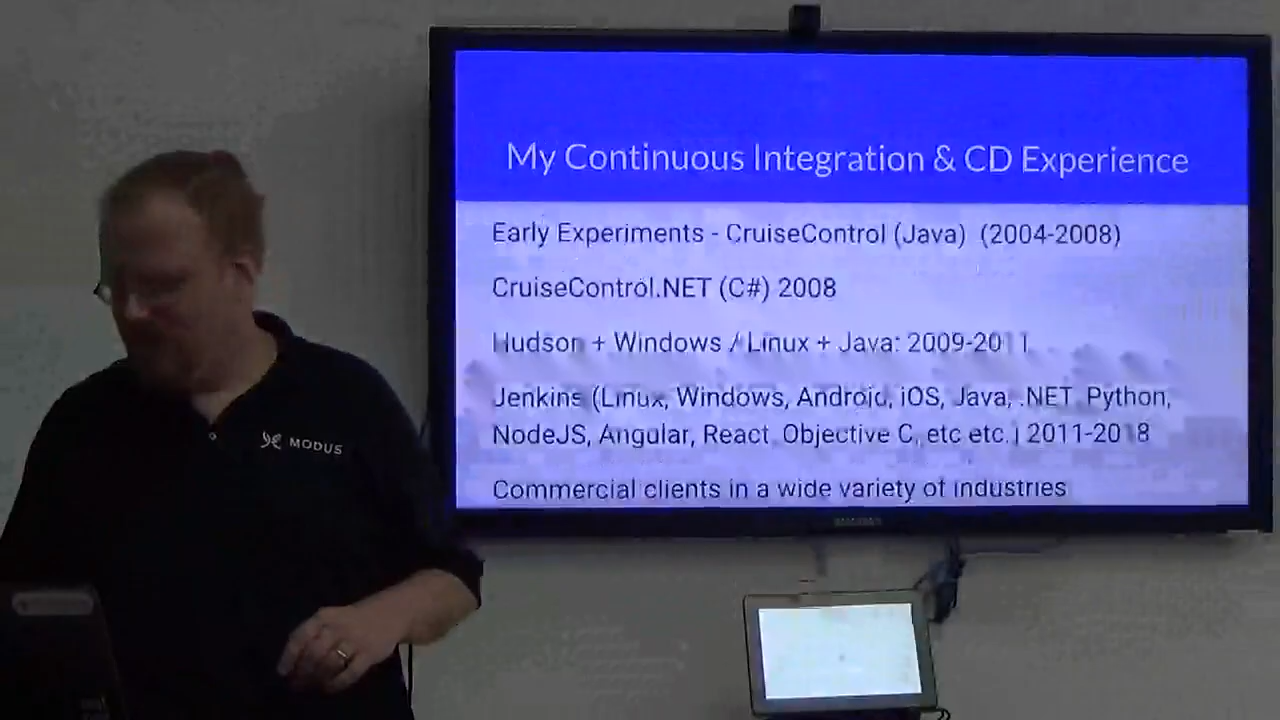 My Continuous Integration & CD Experience
Early Experiments - CruiseControl (Java) (2004-2008)
CruiseControl.NET (C#) 2008
Hudson + Windows / Linux + Java: 2009-2011
Jenkins (Linux, Windows, Android, iOS, Java, .NET Python,
NodeJS, Angular, React, Objective C, etc etc.) 2011-2018
Commercial clients in a wide variety of industries
MODUS